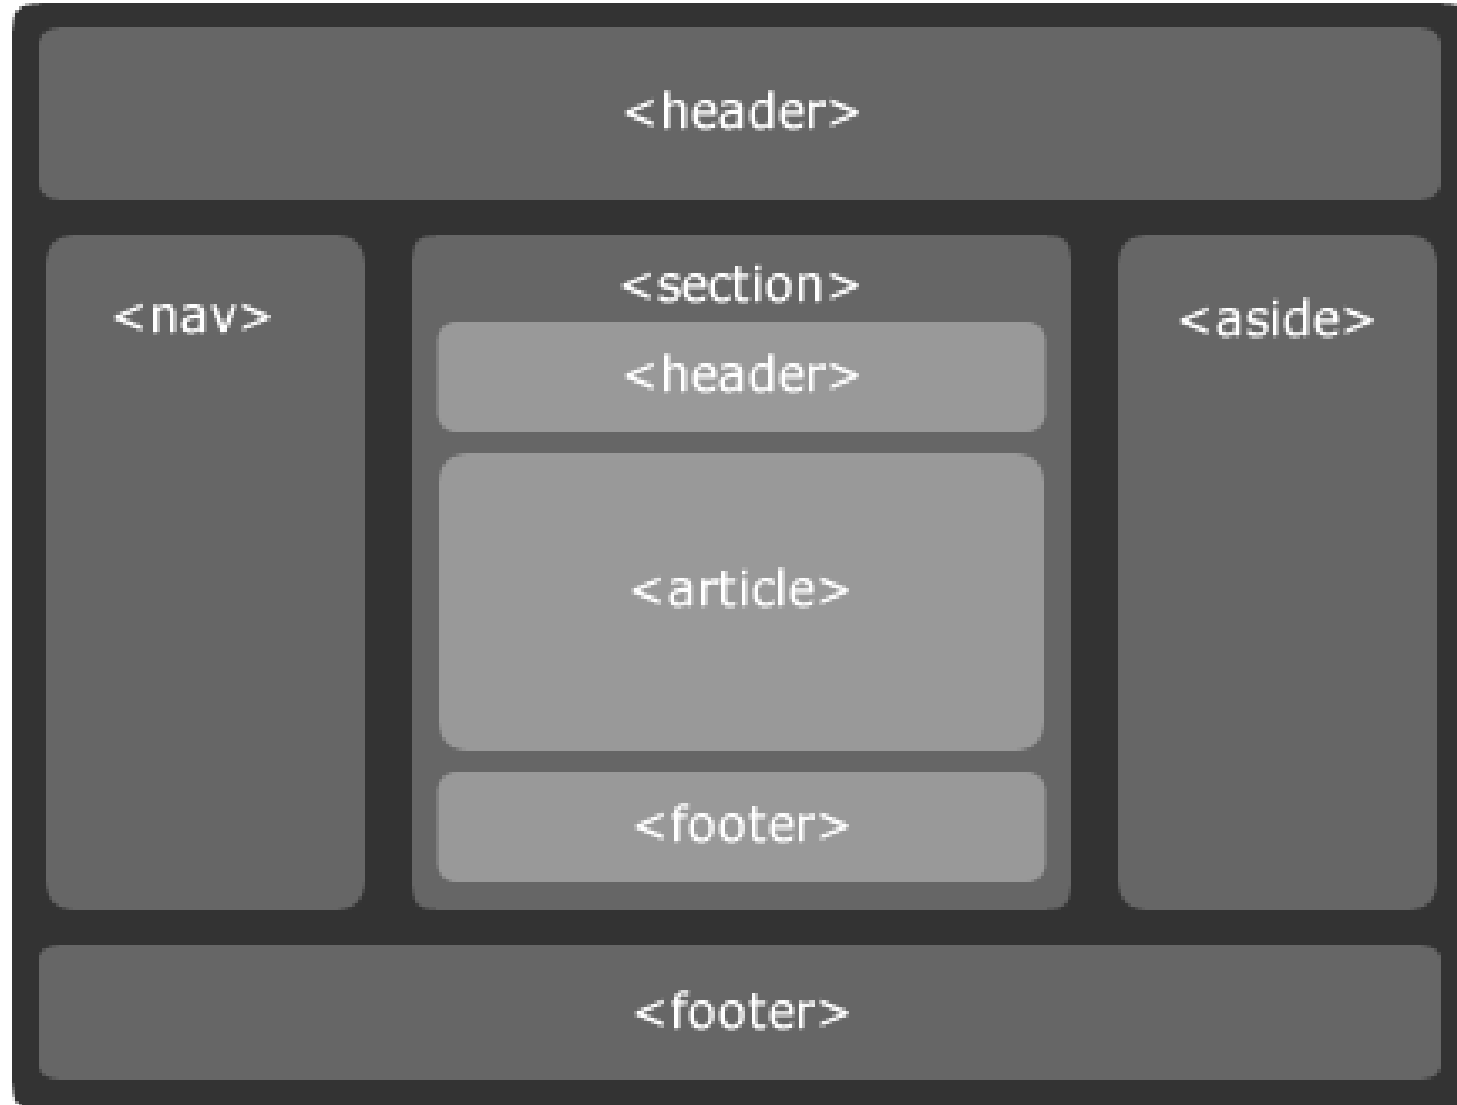 <header>
<nav>
<section>
<header>
<article>
<footer>
<aside>
<footer>